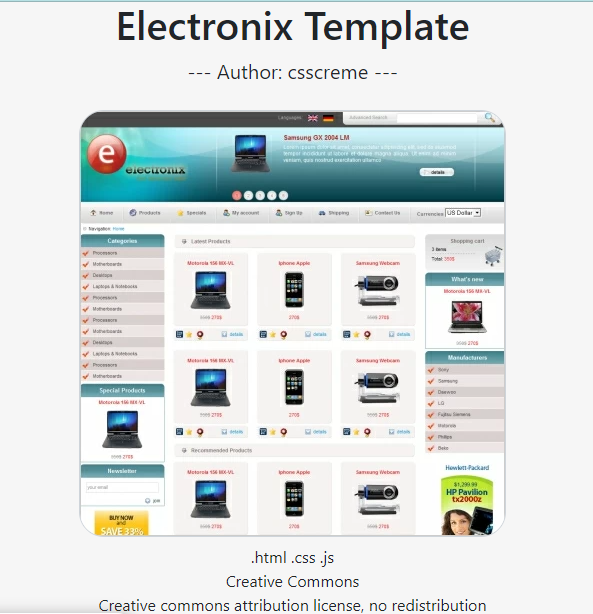 Electronix Template
--- Author: csscreme ---
Languages:
Advanced Search
e
electronix
Samsung GX 2004 LM
details
1 2 3 4 5
Home Products Specials My account Sign Up Shipping Contact Us Currencies US Dollar
Navigation: Home
Categories
Processors
Motherboards
Desktops
Laptops & Notebooks
Processors
Motherboards
Processors
Motherboards
Desktops
Laptops & Notebooks
Processors
Motherboards
Special Products
Motorola 156 MX-VL
270$
Newsletter
your email
join
BUY NOW
and
SAVE 33%
Latest Products
Motorola 156 MX-VL Iphone Apple Samsung Webcam
270$ 270$ 270$
details details details
Motorola 156 MX-VL Iphone Apple Samsung Webcam
270$ 270$ 270$
details details details
Recommended Products
Motorola 156 MX-VL Iphone Apple Samsung Webcam
270$ 270$ 270$
Shopping cart
3 items
Total: 350$
What's new
Motorola 156 MX-VL
270$
Manufacturers
Sony
Samsung
Daewoo
LG
Fujitsu Siemens
Motorola
Philips
Beko
Hewlett-Packard
$1,299.99
HP Pavilion
tx2000z
.html .css .js
Creative Commons
Creative commons attribution license, no redistribution